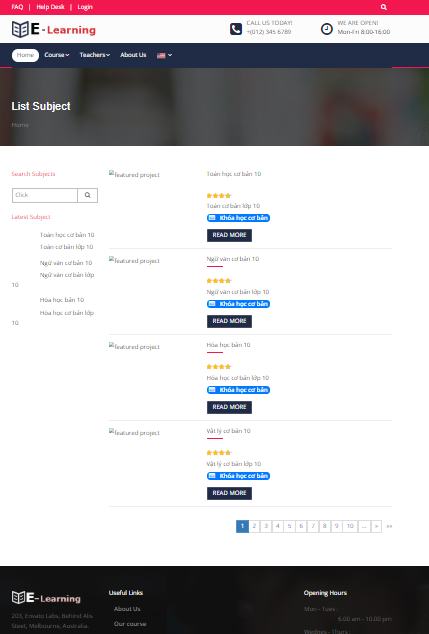 FAQ | Help Desk | Login
E-Learning
CALL US TODAY!
+(012) 345 6789
WE ARE OPEN!
Mon-Fri 8:00-16:00
Home Course Teachers About Us
List Subject
Home
Search Subjects
Click
Latest Subject
Toán học cơ bản 10
Toán cơ bản lớp 10
Ngữ văn cơ bản 10
Ngữ văn cơ bản lớp
10
Hóa học bản 10
Hóa học cơ bản lớp
10
featured project
Toán học cơ bản 10
Toán cơ bản lớp 10
Khóa học cơ bản
READ MORE
featured project
Ngữ văn cơ bản 10
Ngữ văn cơ bản lớp 10
Khóa học cơ bản
READ MORE
featured project
Hóa học bản 10
Hóa học cơ bản lớp 10
Khóa học cơ bản
READ MORE
featured project
Vật lý cơ bản 10
Vật lý cơ bản lớp 10
Khóa học cơ bản
READ MORE
1 2 3 4 5 6 7 8 9 10 ... > >>
E-Learning
203, Envato Labs, Behind Alis
Steet, Melbourne, Australia.
Useful Links
About Us
Our course
Opening Hours
Mon - Tues :
6.00 am - 10.00 pm
Wednes - Thurs :